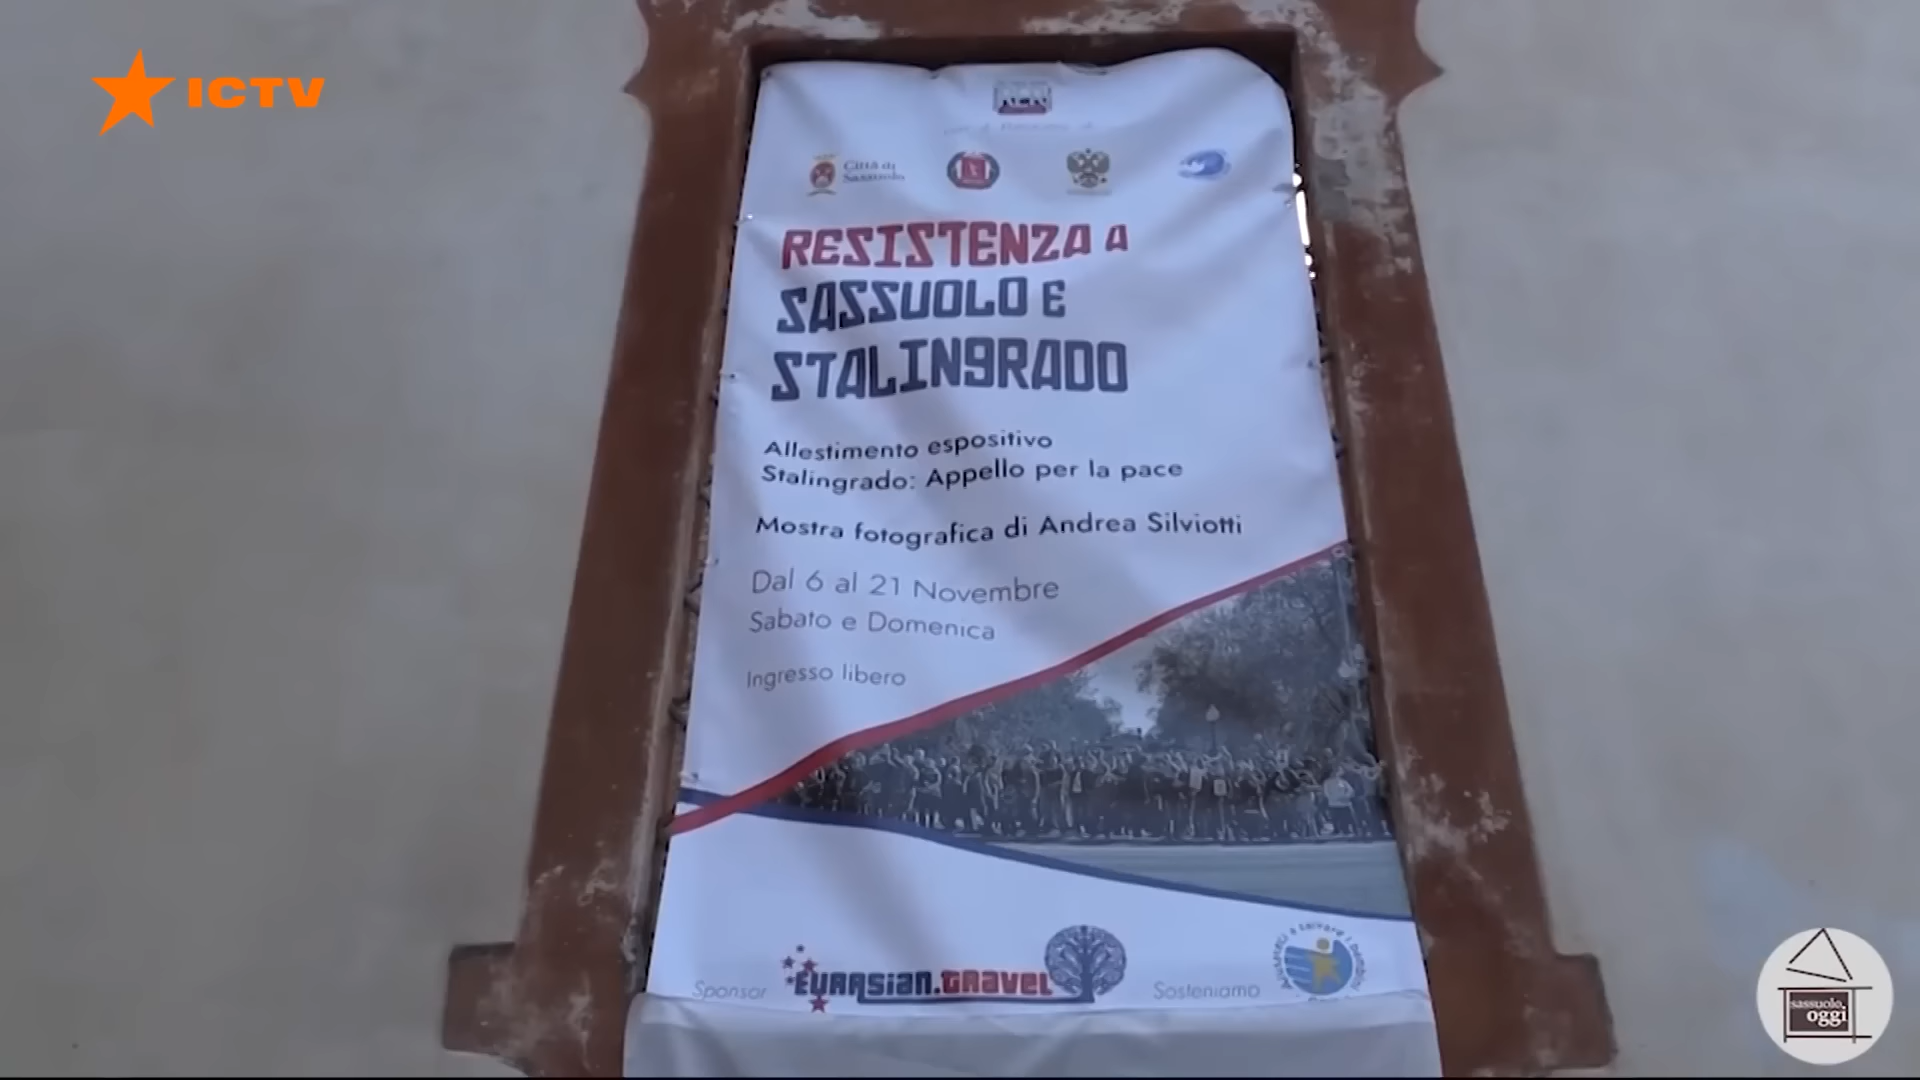 ICTV
Città di
Sassuolo
RESISTENZA A
SASSUOLO E
STALINGRADO
Allestimento espositivo
Stalingrado: Appello per la pace
Mostra fotografica di Andrea Silviotti
Dal 6 al 21 Novembre
Sabato e Domenica
Ingresso libero
Sponsor
EURASIAN.TRAVEL
Sosteniamo
sassuolo
oggi